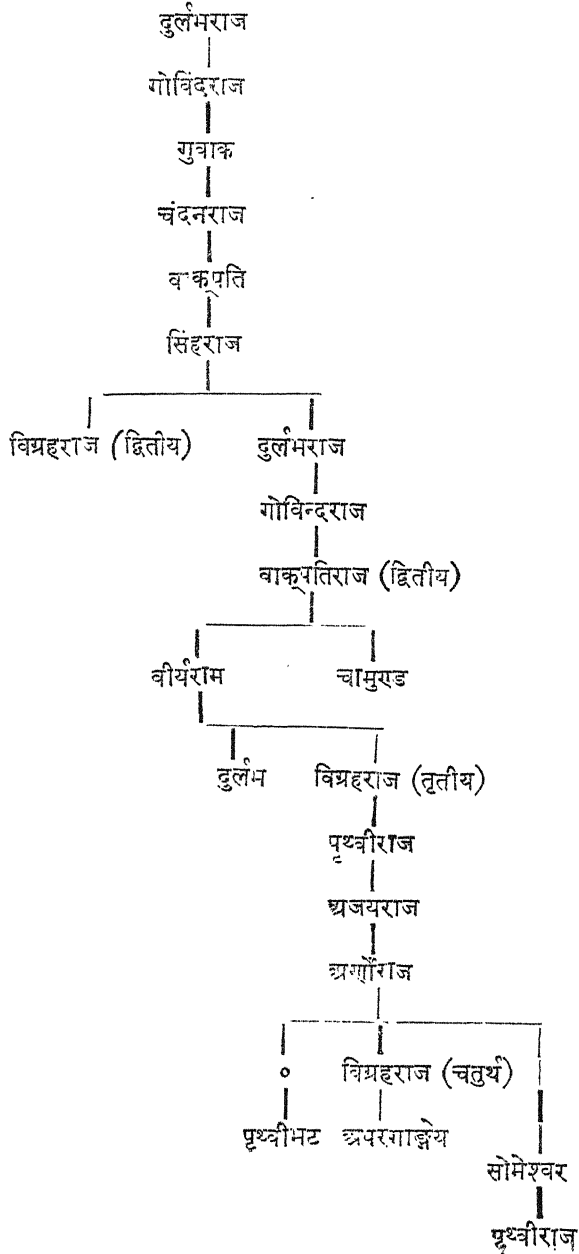 दुर्लभराज
गोविंदराज
गुवाक
चंदनराज
वाक्पति
सिंहराज
विग्रहराज (द्वितीय) दुर्लभराज
गोविन्दराज
वाक्पतिराज (द्वितीय)
वीर्यराम चामुण्ड
दुर्लभ विग्रहराज (तृतीय)
पृथ्वीराज
अजयराज
अर्णोराज
० विग्रहराज (चतुर्थ)
पृथ्वीभट अपरगाङ्गेय
सोमेश्वर
पृथ्वीराज